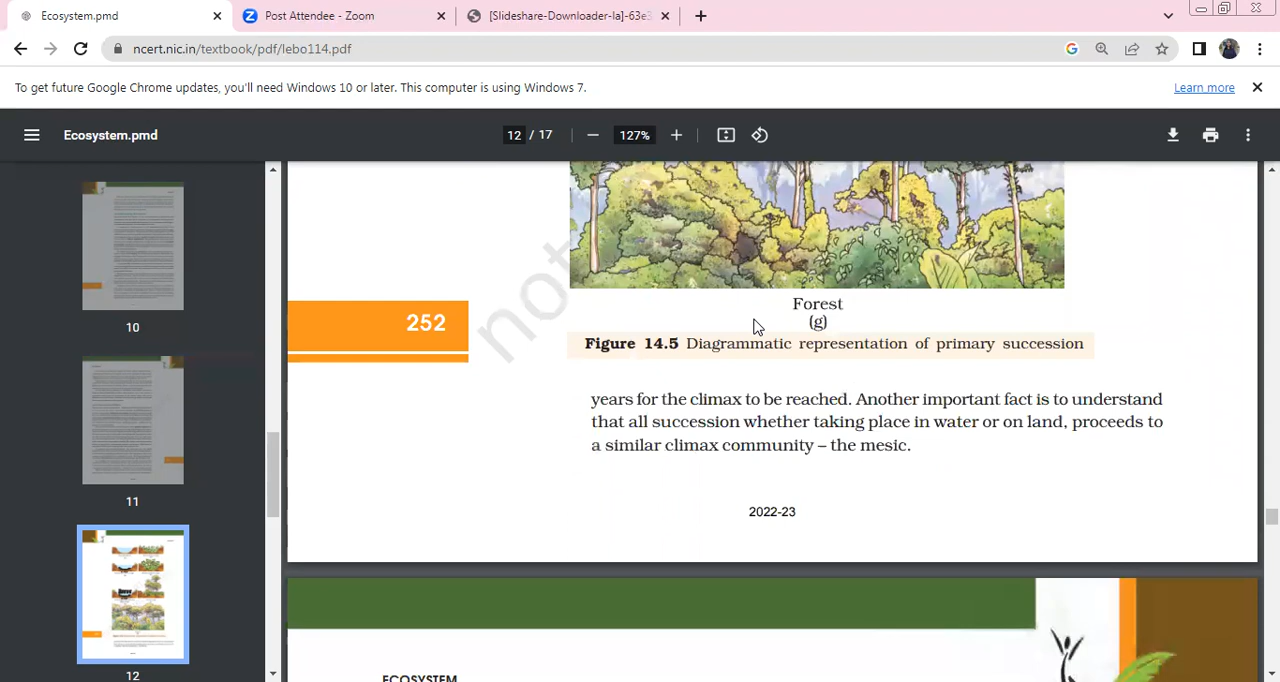 Ecosystem.pmd
Post Attendee - Zoom
[Slideshare-Downloader-la]-63e3
ncert.nic.in/textbook/pdf/lebo114.pdf
To get future Google Chrome updates, you'll need Windows 10 or later. This computer is using Windows 7.
Learn more
Ecosystem.pmd
12 / 17
127%
10
11
12
not
Forest
(g)
252
Figure 14.5 Diagrammatic representation of primary succession
years for the climax to be reached. Another important fact is to understand
that all succession whether taking place in water or on land, proceeds to
a similar climax community – the mesic.
2022-23
ECOSYSTEM